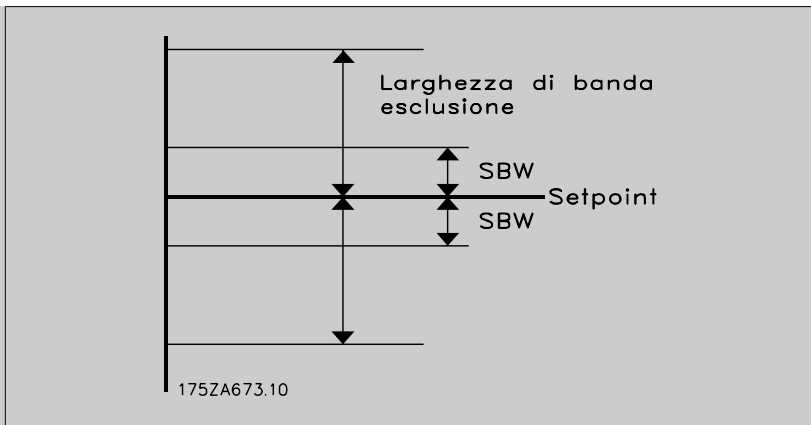 Larghezza di banda
esclusione
SBW
Setpoint
SBW
175ZA673.10